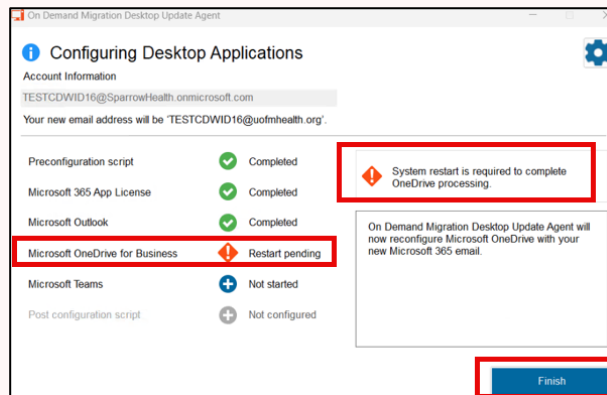 On Demand Migration Desktop Update Agent
Configuring Desktop Applications
Account Information
TESTCDWID16@SparrowHealth.onmicrosoft.com
Your new email address will be 'TESTCDWID16@uofmhealth.org'.
Preconfiguration script Completed
Microsoft 365 App License Completed
Microsoft Outlook Completed
Microsoft OneDrive for Business Restart pending
Microsoft Teams Not started
Post configuration script Not configured
System restart is required to complete
OneDrive processing.
On Demand Migration Desktop Update Agent will
now reconfigure Microsoft OneDrive with your
new Microsoft 365 email.
Finish